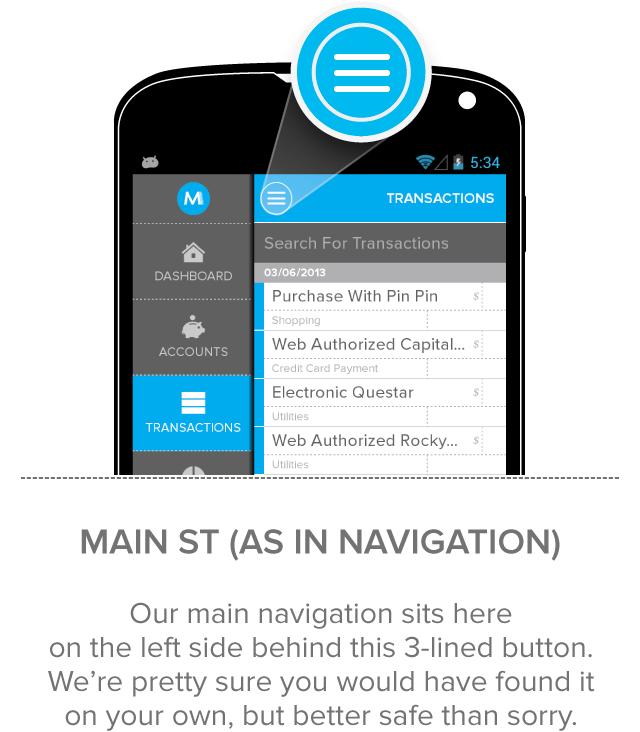 5:34
M
TRANSACTIONS
Search For Transactions
DASHBOARD
03/06/2013
Purchase With Pin Pin $
Shopping
ACCOUNTS
Web Authorized Capital... $
Credit Card Payment
Electronic Questar $
Utilities
TRANSACTIONS
Web Authorized Rocky... $
Utilities
MAIN ST (AS IN NAVIGATION)
Our main navigation sits here
on the left side behind this 3-lined button.
We’re pretty sure you would have found it
on your own, but better safe than sorry.